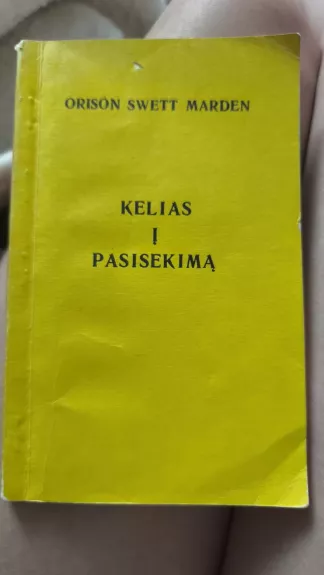 ORISON SWETT MARDEN
KELIAS
Į
PASISEKIMĄ